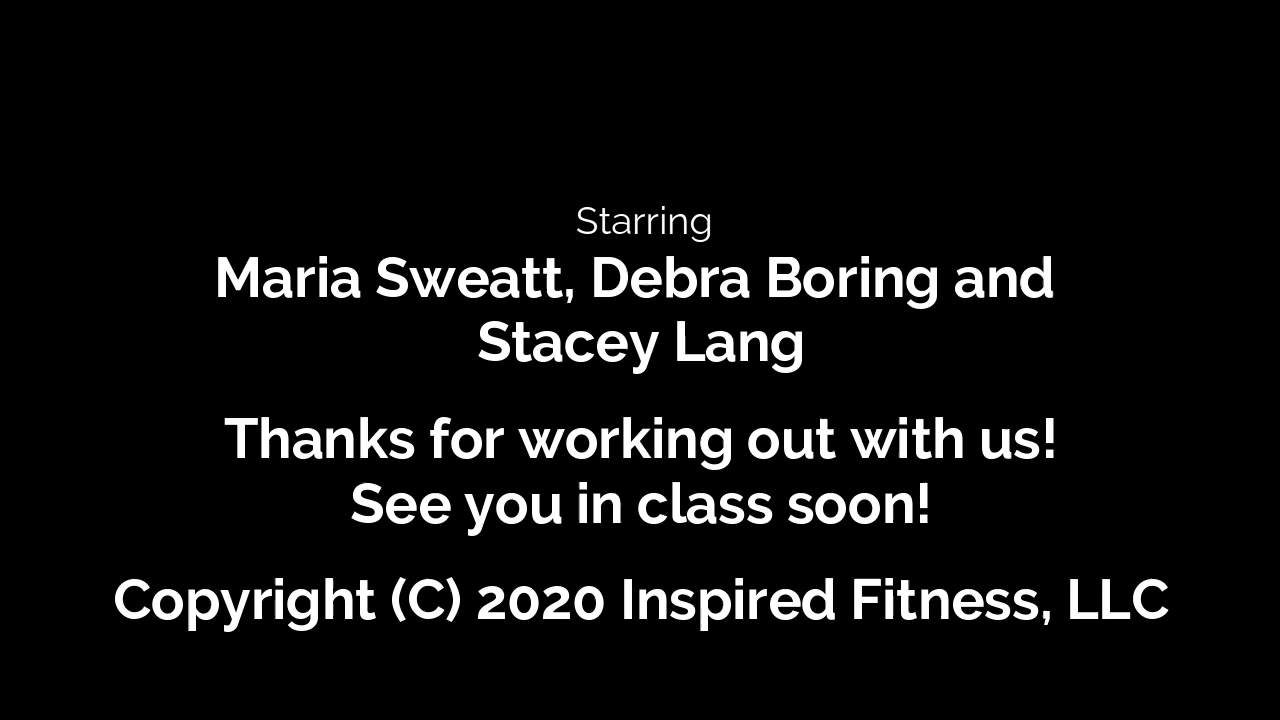 Starring
Maria Sweatt, Debra Boring and
Stacey Lang
Thanks for working out with us!
See you in class soon!
Copyright (C) 2020 Inspired Fitness, LLC